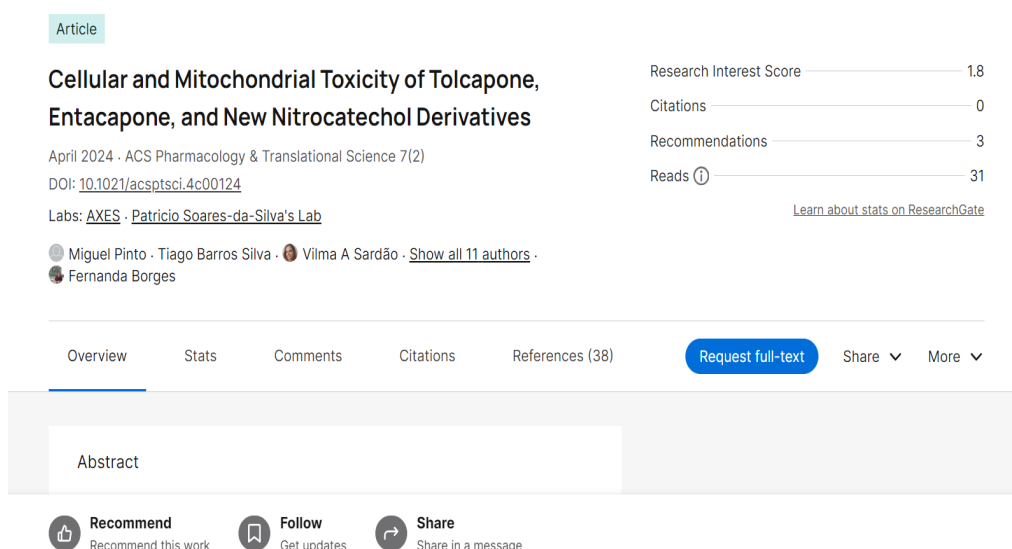 Article
Cellular and Mitochondrial Toxicity of Tolcapone,
Entacapone, and New Nitrocatechol Derivatives
April 2024 · ACS Pharmacology & Translational Science 7(2)
DOI: 10.1021/acsptsci.4c00124
Labs: AXES · Patricio Soares-da-Silva's Lab
Miguel Pinto · Tiago Barros Silva · Vilma A Sardão · Show all 11 authors ·
Fernanda Borges
Research Interest Score 1.8
Citations 0
Recommendations 3
Reads 31
Learn about stats on ResearchGate
Overview Stats Comments Citations References (38) Request full-text Share More
Abstract
Recommend Follow Share
Recommend this work Get updates Share in a message